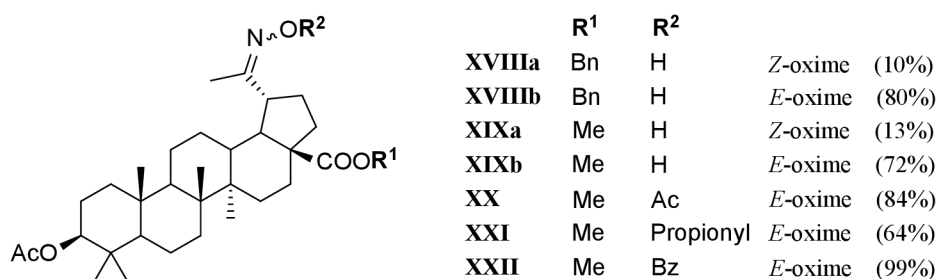 OR²
N
R¹ R²
XVIIIa Bn H Z-oxime (10%)
XVIIIb Bn H E-oxime (80%)
XIXa Me H Z-oxime (13%)
XIXb Me H E-oxime (72%)
XX Me Ac E-oxime (84%)
XXI Me Propionyl E-oxime (64%)
XXII Me Bz E-oxime (99%)
COOR¹
AcO